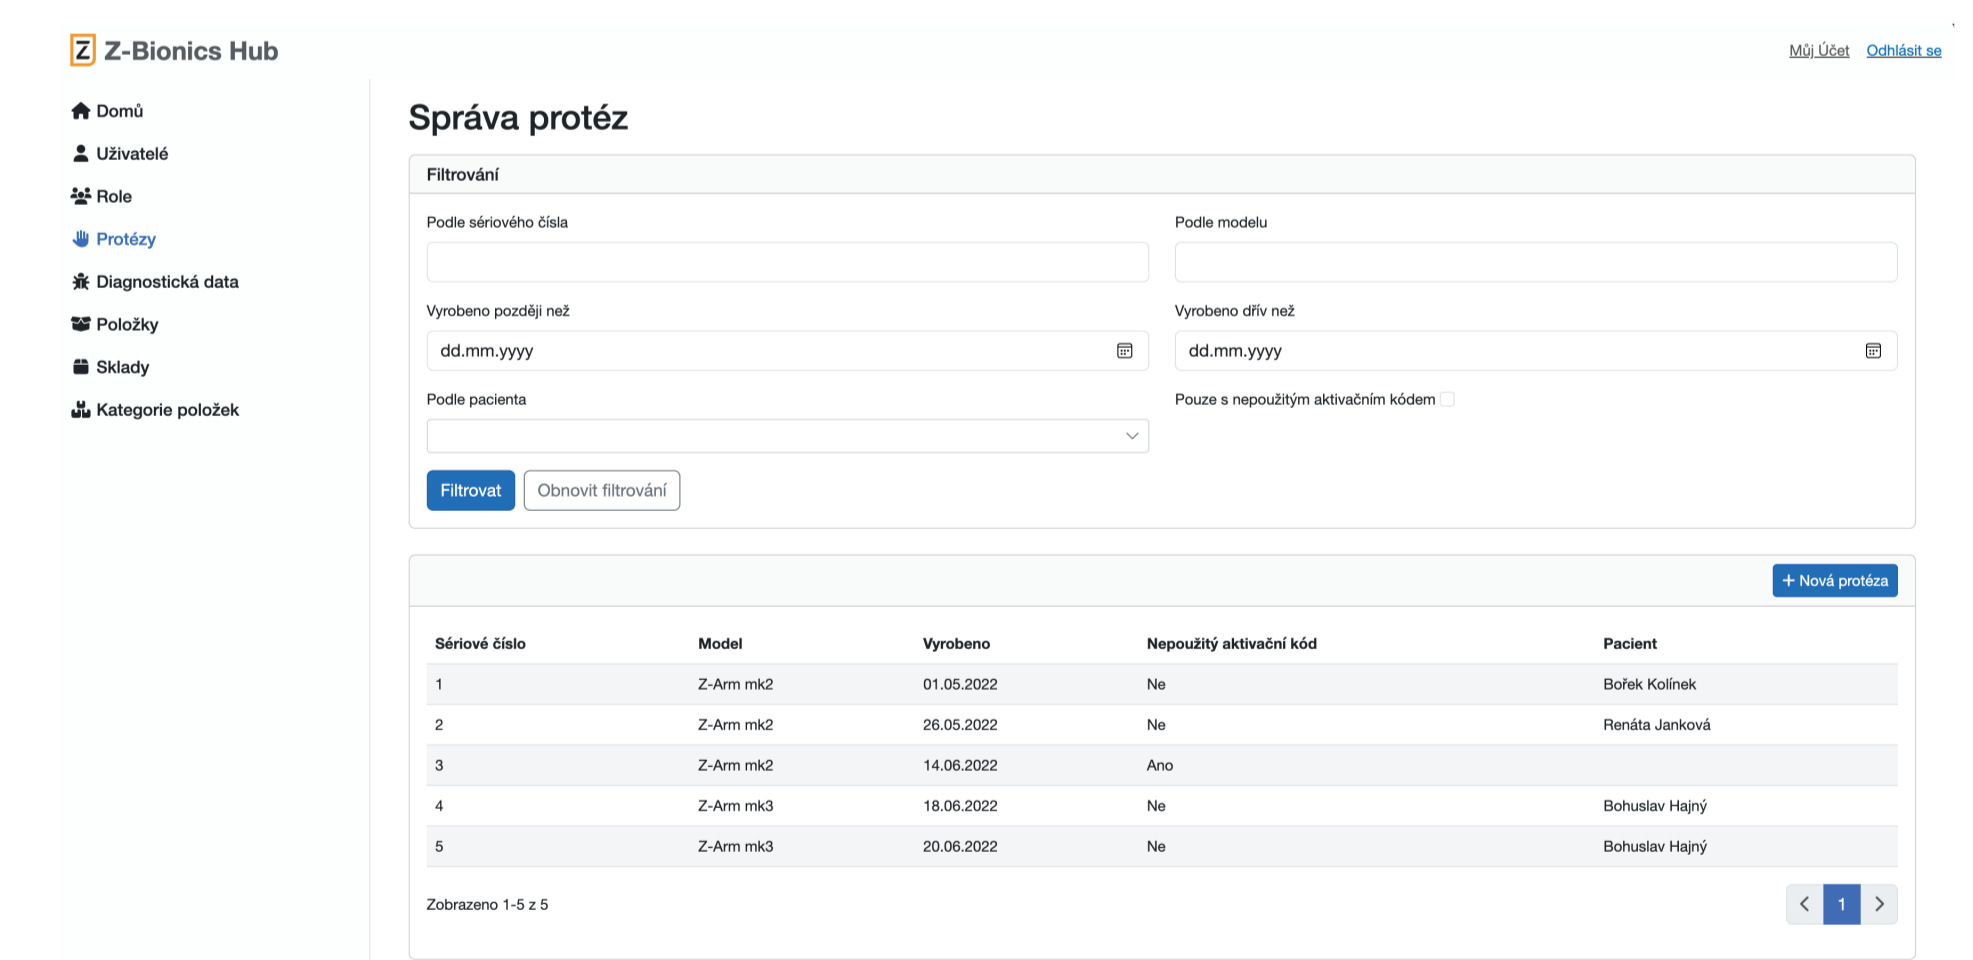 Z Z-Bionics Hub
Můj Účet Odhlásit se
Domů
Uživatelé
Role
Protézy
Diagnostická data
Položky
Sklady
Kategorie položek
Správa protéz
Filtrování
Podle sériového čísla Podle modelu
Vyrobeno později než Vyrobeno dřív než
dd.mm.yyyy dd.mm.yyyy
Podle pacienta Pouze s nepoužitým aktivačním kódem
Filtrovat Obnovit filtrování
+ Nová protéza
Sériové číslo Model Vyrobeno Nepoužitý aktivační kód Pacient
1 Z-Arm mk2 01.05.2022 Ne Bořek Kolínek
2 Z-Arm mk2 26.05.2022 Ne Renáta Janková
3 Z-Arm mk2 14.06.2022 Ano
4 Z-Arm mk3 18.06.2022 Ne Bohuslav Hajný
5 Z-Arm mk3 20.06.2022 Ne Bohuslav Hajný
Zobrazeno 1-5 z 5 1